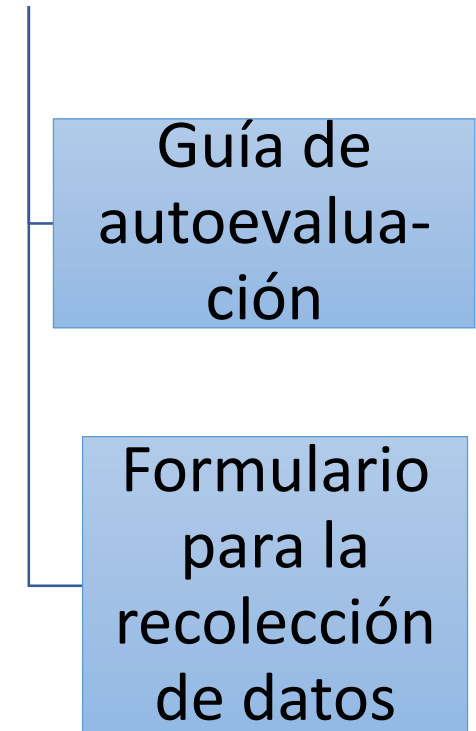 Guía de
autoevalua-
ción
Formulario
para la
recolección
de datos